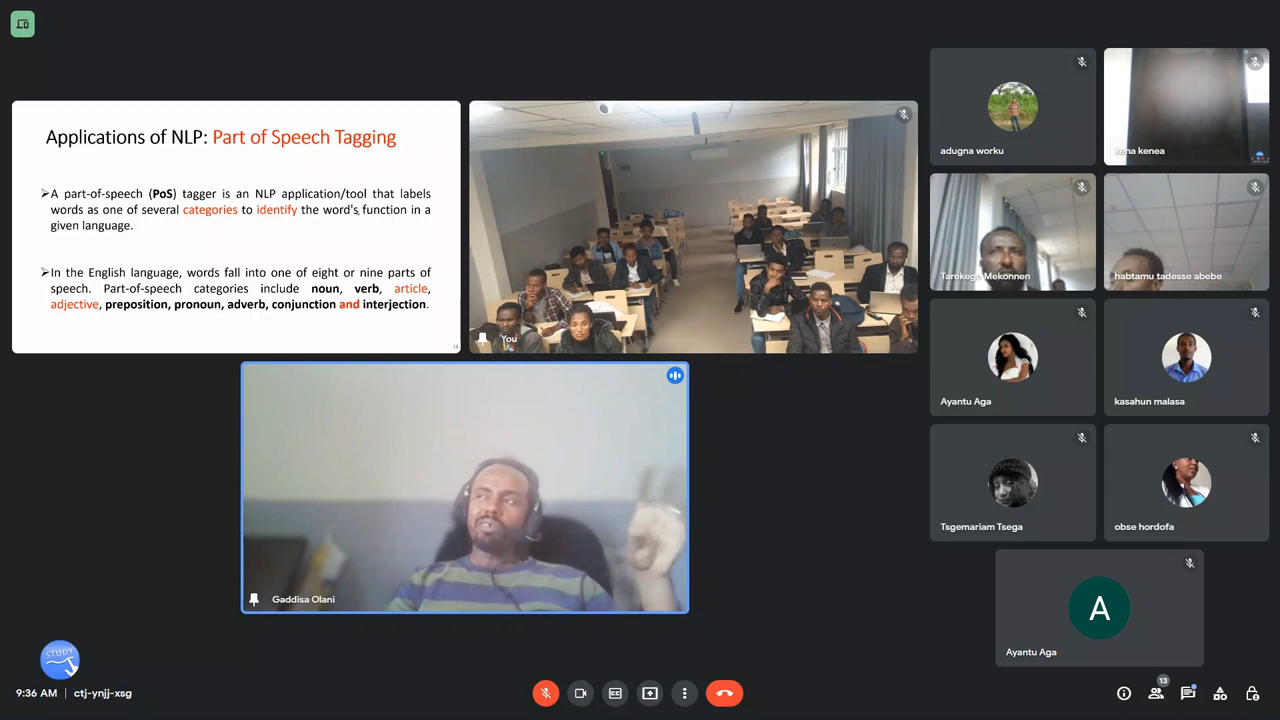 Applications of NLP: Part of Speech Tagging
➢A part-of-speech (PoS) tagger is an NLP application/tool that labels
words as one of several categories to identify the word's function in a
given language.
➢In the English language, words fall into one of eight or nine parts of
speech. Part-of-speech categories include noun, verb, article,
adjective, preposition, pronoun, adverb, conjunction and interjection.
16
You
Gaddisa Olani
adugna worku
kena kenea
Tarekegn Mekonnen
habtamu tadesse abebe
Ayantu Aga
kasahun malasa
Tsgemariam Tsega
obse hordofa
A
Ayantu Aga
STUDY
9:36 AM | ctj-ynjj-xsg
13